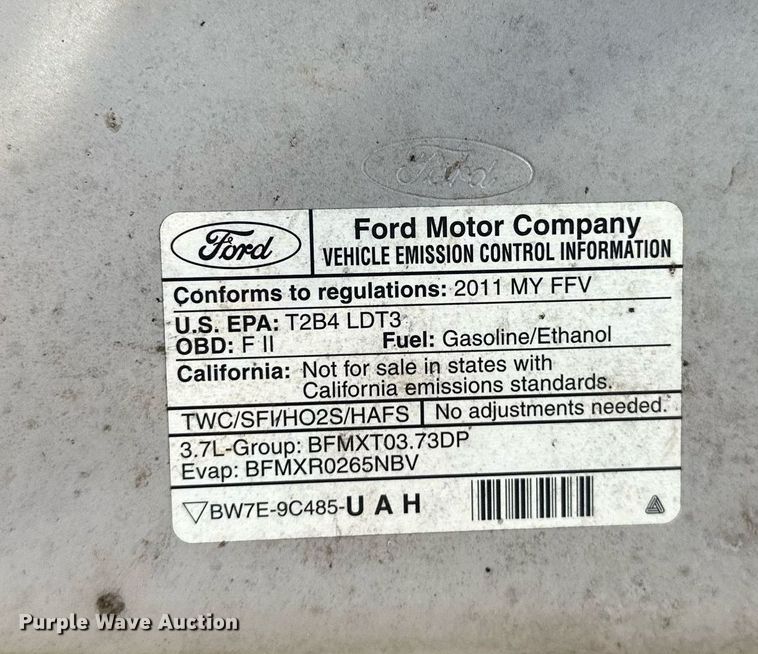 Ford
Ford
Ford Motor Company
VEHICLE EMISSION CONTROL INFORMATION
Conforms to regulations: 2011 MY FFV
U.S. EPA: T2B4 LDT3
OBD: F II Fuel: Gasoline/Ethanol
California: Not for sale in states with
California emissions standards.
TWC/SFI/HO2S/HAFS No adjustments needed.
3.7L-Group: BFMXT03.73DP
Evap: BFMXR0265NBV
BW7E-9C485-U A H
Purple Wave Auction